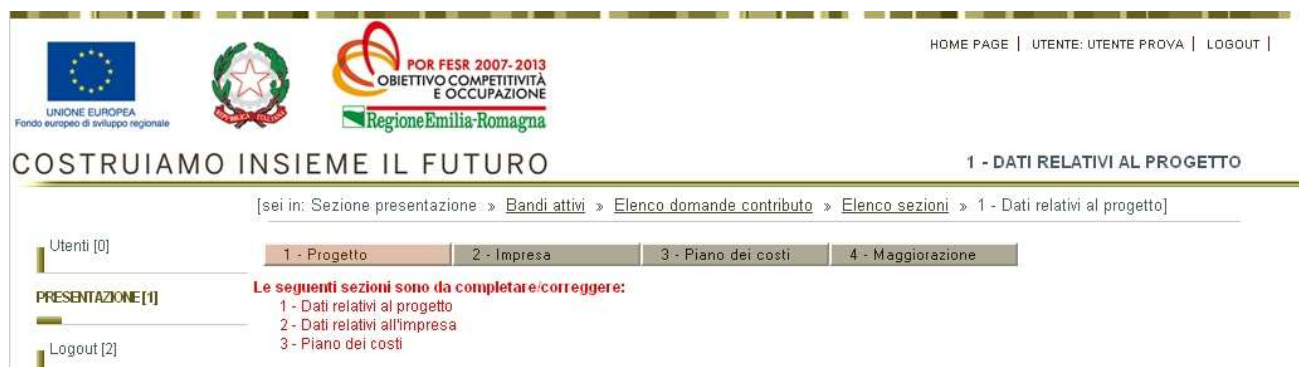 HOME PAGE | UTENTE: UTENTE PROVA | LOGOUT |
UNIONE EUROPEA
Fondo europeo di sviluppo regionale
REPVBBLICA ITALIANA
POR FESR 2007-2013
OBIETTIVO COMPETITIVITÀ
E OCCUPAZIONE
RegioneEmilia-Romagna
COSTRUIAMO INSIEME IL FUTURO
1 - DATI RELATIVI AL PROGETTO
[sei in: Sezione presentazione » Bandi attivi » Elenco domande contributo » Elenco sezioni » 1 - Dati relativi al progetto]
Utenti [0]
PRESENTAZIONE [1]
Logout [2]
1 - Progetto
2 - Impresa
3 - Piano dei costi
4 - Maggiorazione
Le seguenti sezioni sono da completare/correggere:
1 - Dati relativi al progetto
2 - Dati relativi all'impresa
3 - Piano dei costi